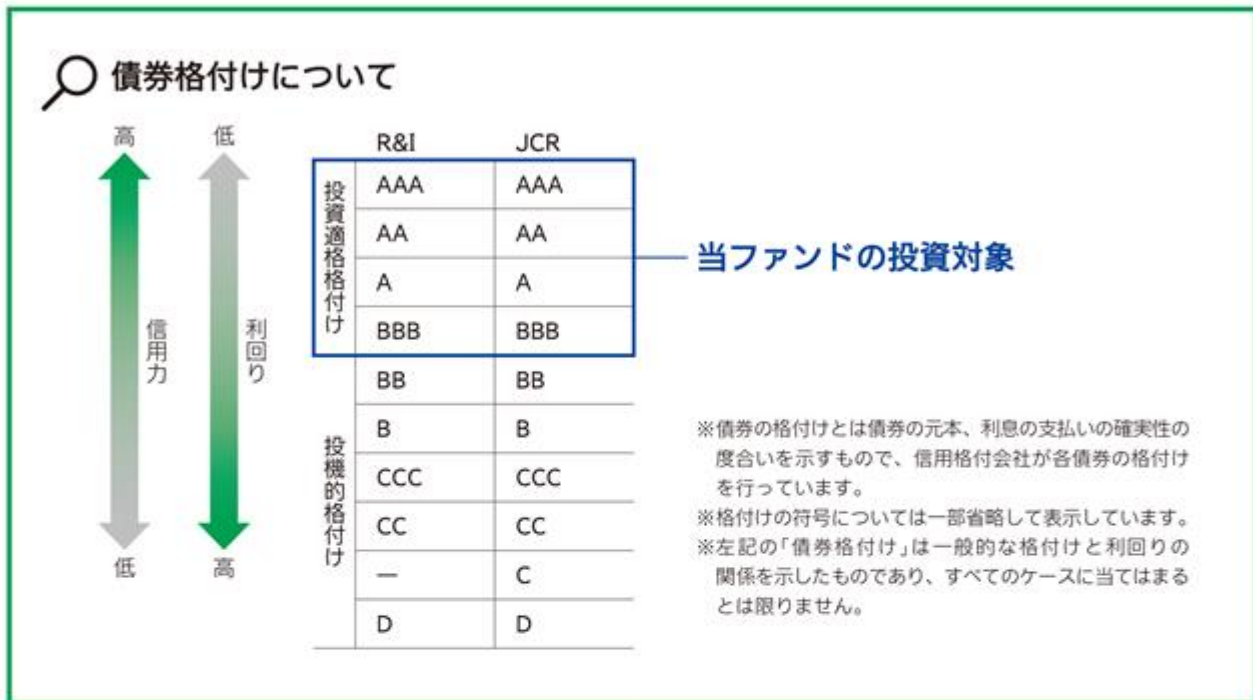 債券格付けについて
高 低
信用力
利回り
低 高
R&I JCR
投資適格格付け
AAA AAA
AA AA
A A
BBB BBB
投機的格付け
BB BB
B B
CCC CCC
CC CC
— C
D D
当ファンドの投資対象
※債券の格付けとは債券の元本、利息の支払いの確実性の
度合いを示すもので、信用格付会社が各債券の格付け
を行っています。
※格付けの符号については一部省略して表示しています。
※左記の「債券格付け」は一般的な格付けと利回りの
関係を示したものであり、すべてのケースに当てはまる
とは限りません。